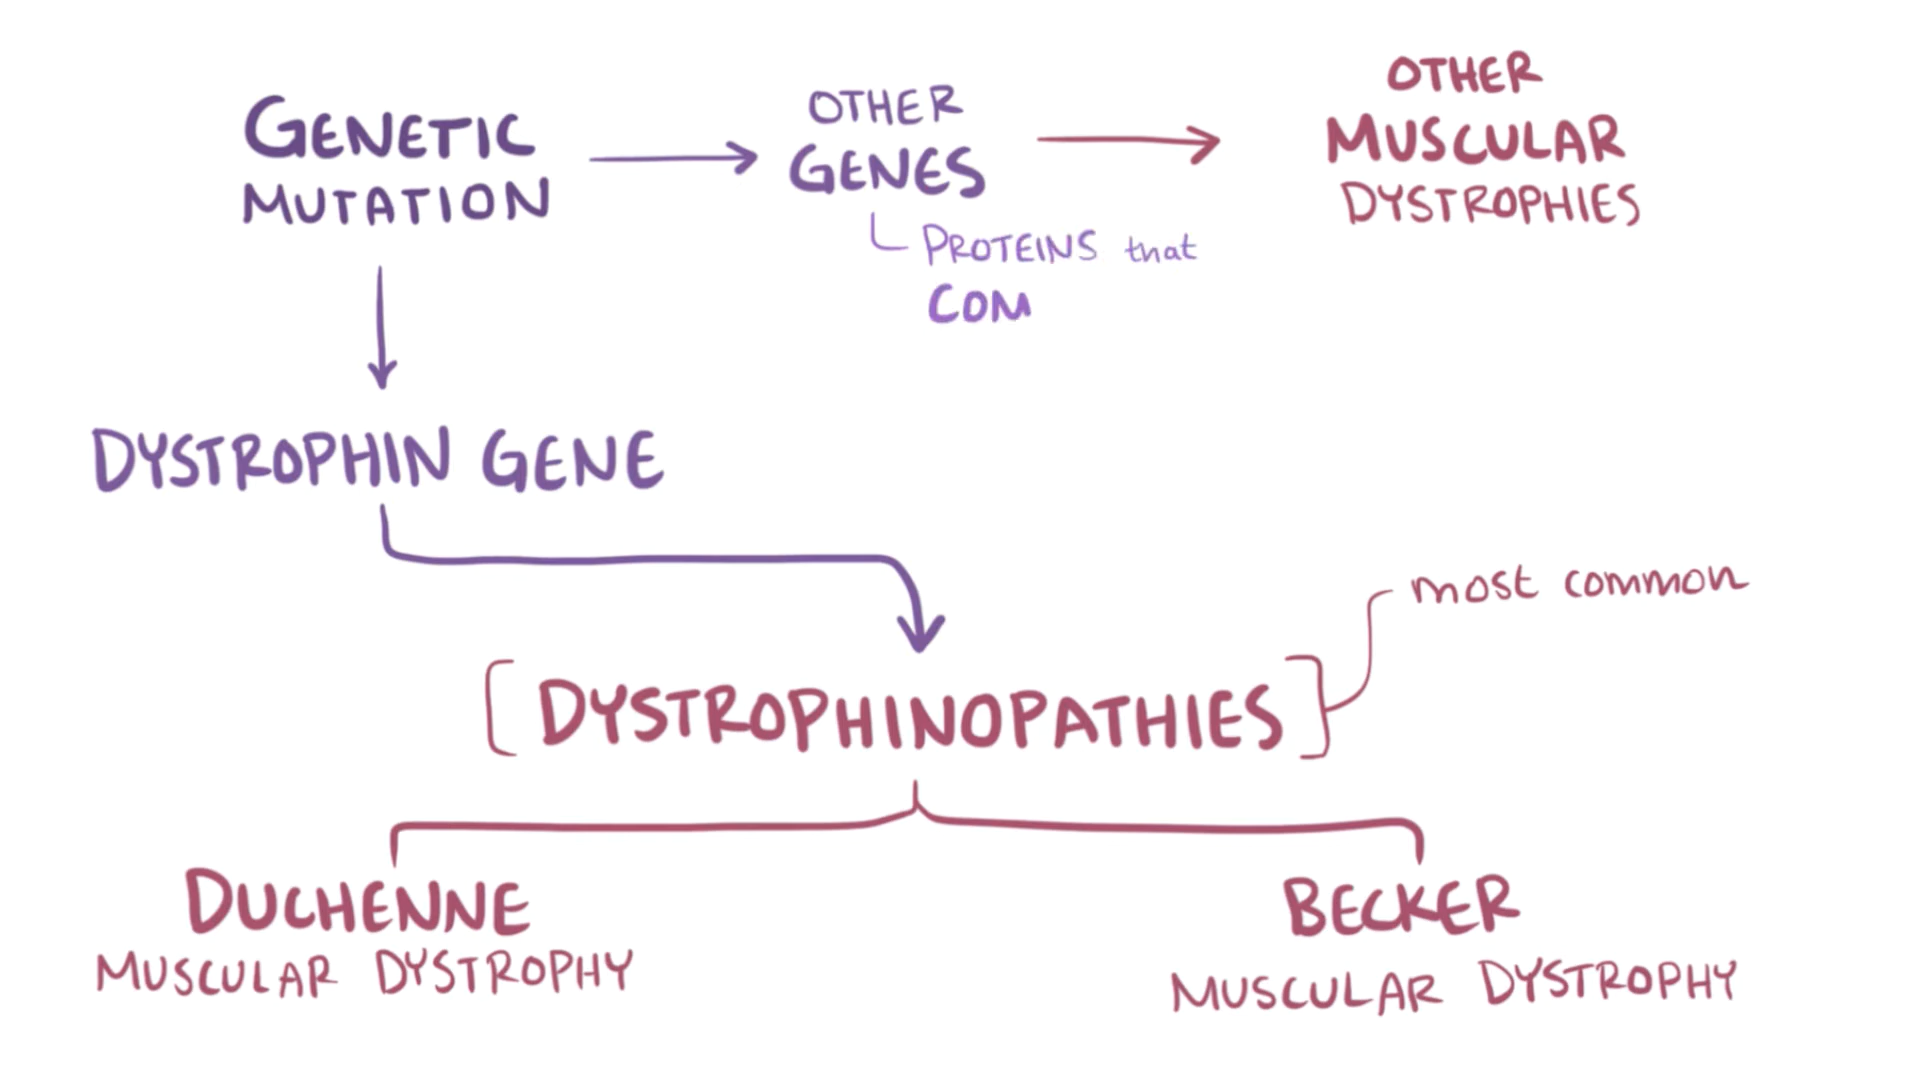 GENETIC
MUTATION
OTHER
GENES
PROTEINS that
COM
OTHER
MUSCULAR
DYSTROPHIES
DYSTROPHIN GENE
most common
DYSTROPHINOPATHIES
DUCHENNE
MUSCULAR DYSTROPHY
BECKER
MUSCULAR DYSTROPHY